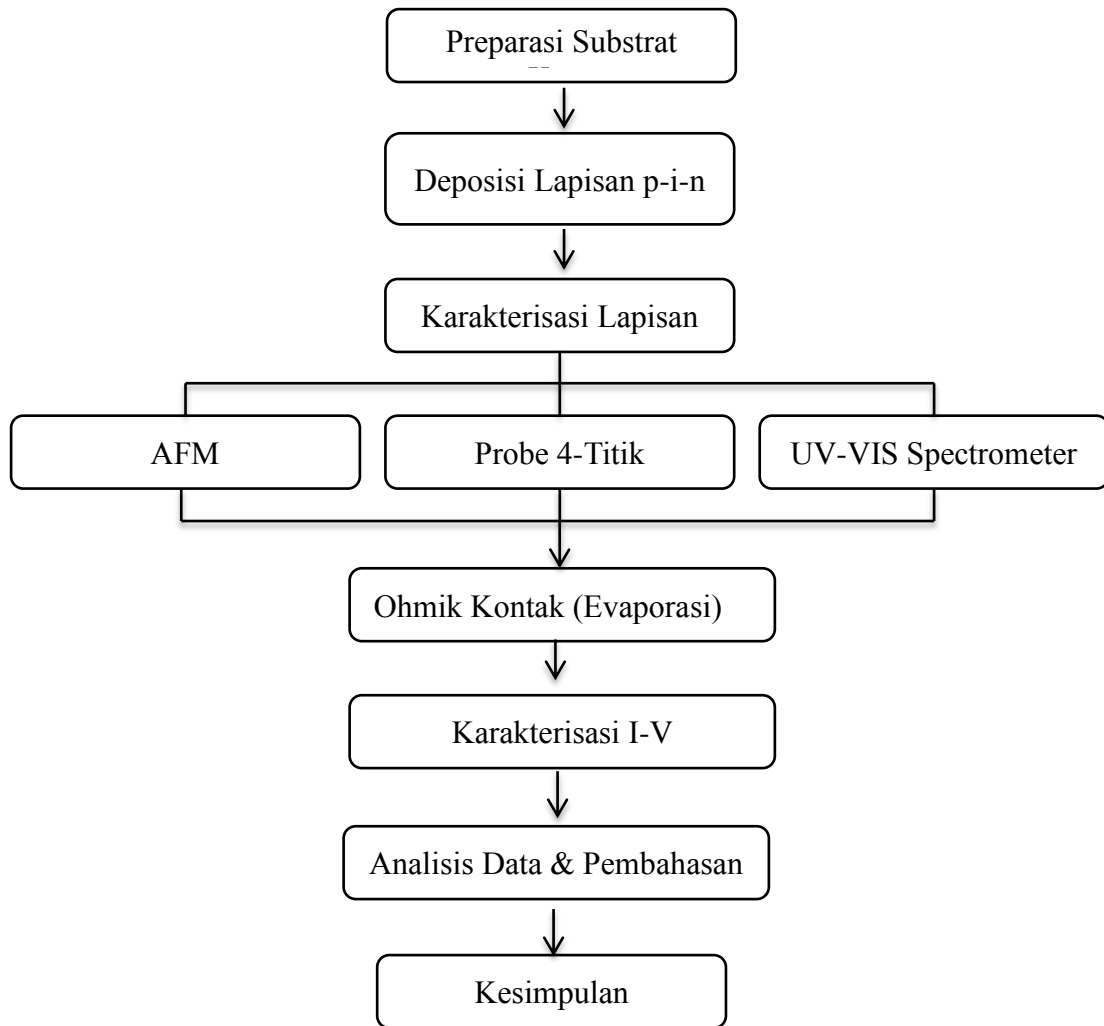 Preparasi Substrat
Deposisi Lapisan p-i-n
Karakterisasi Lapisan
AFM
Probe 4-Titik
UV-VIS Spectrometer
Ohmik Kontak (Evaporasi)
Karakterisasi I-V
Analisis Data & Pembahasan
Kesimpulan